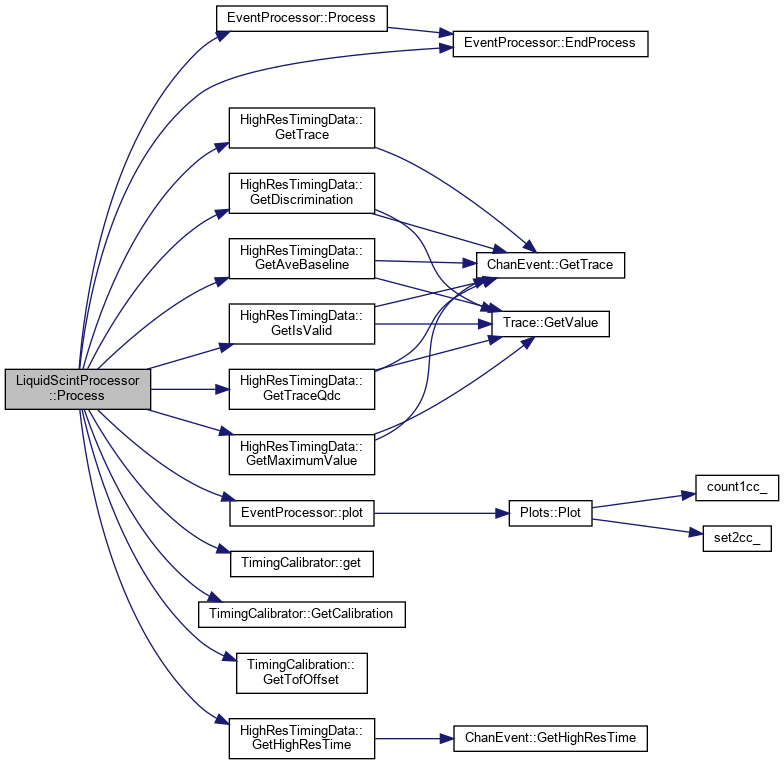 EventProcessor::Process
EventProcessor::EndProcess
HighResTimingData::
GetTrace
HighResTimingData::
GetDiscrimination
HighResTimingData::
GetAveBaseline
ChanEvent::GetTrace
HighResTimingData::
GetIsValid
Trace::GetValue
LiquidScintProcessor
::Process
HighResTimingData::
GetTraceQdc
HighResTimingData::
GetMaximumValue
count1cc_
EventProcessor::plot
Plots::Plot
set2cc_
TimingCalibrator::get
TimingCalibrator::GetCalibration
TimingCalibration::
GetTofOffset
HighResTimingData::
GetHighResTime
ChanEvent::GetHighResTime